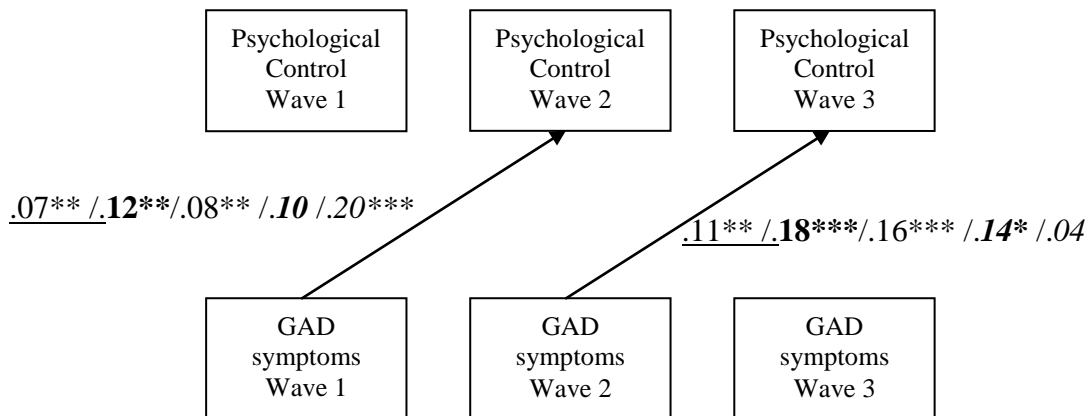 Psychological
Control
Wave 1
Psychological
Control
Wave 2
Psychological
Control
Wave 3
.07** /.12**/.08** /.10 /.20***
.11** /.18***/.16*** /.14* /.04
GAD
symptoms
Wave 1
GAD
symptoms
Wave 2
GAD
symptoms
Wave 3